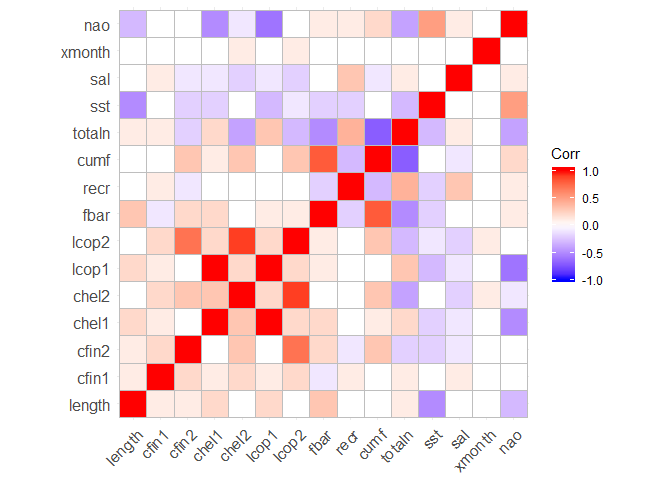 nao
xmonth
sal
sst
totaln
cumf
recr
fbar
lcop2
lcop1
chel2
chel1
cfin2
cfin1
length
length
cfin1
cfin2
chel1
chel2
lcop1
lcop2
fbar
recr
cumf
totaln
sst
sal
xmonth
nao
Corr
1.0
0.5
0.0
-0.5
-1.0